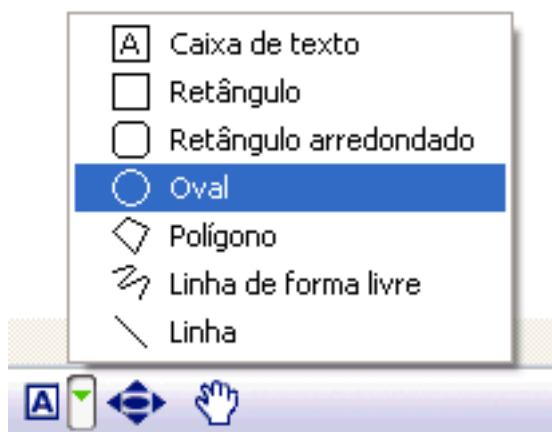 A Caixa de texto
Retângulo
Retângulo arredondado
Oval
Polígono
Linha de forma livre
Linha
A